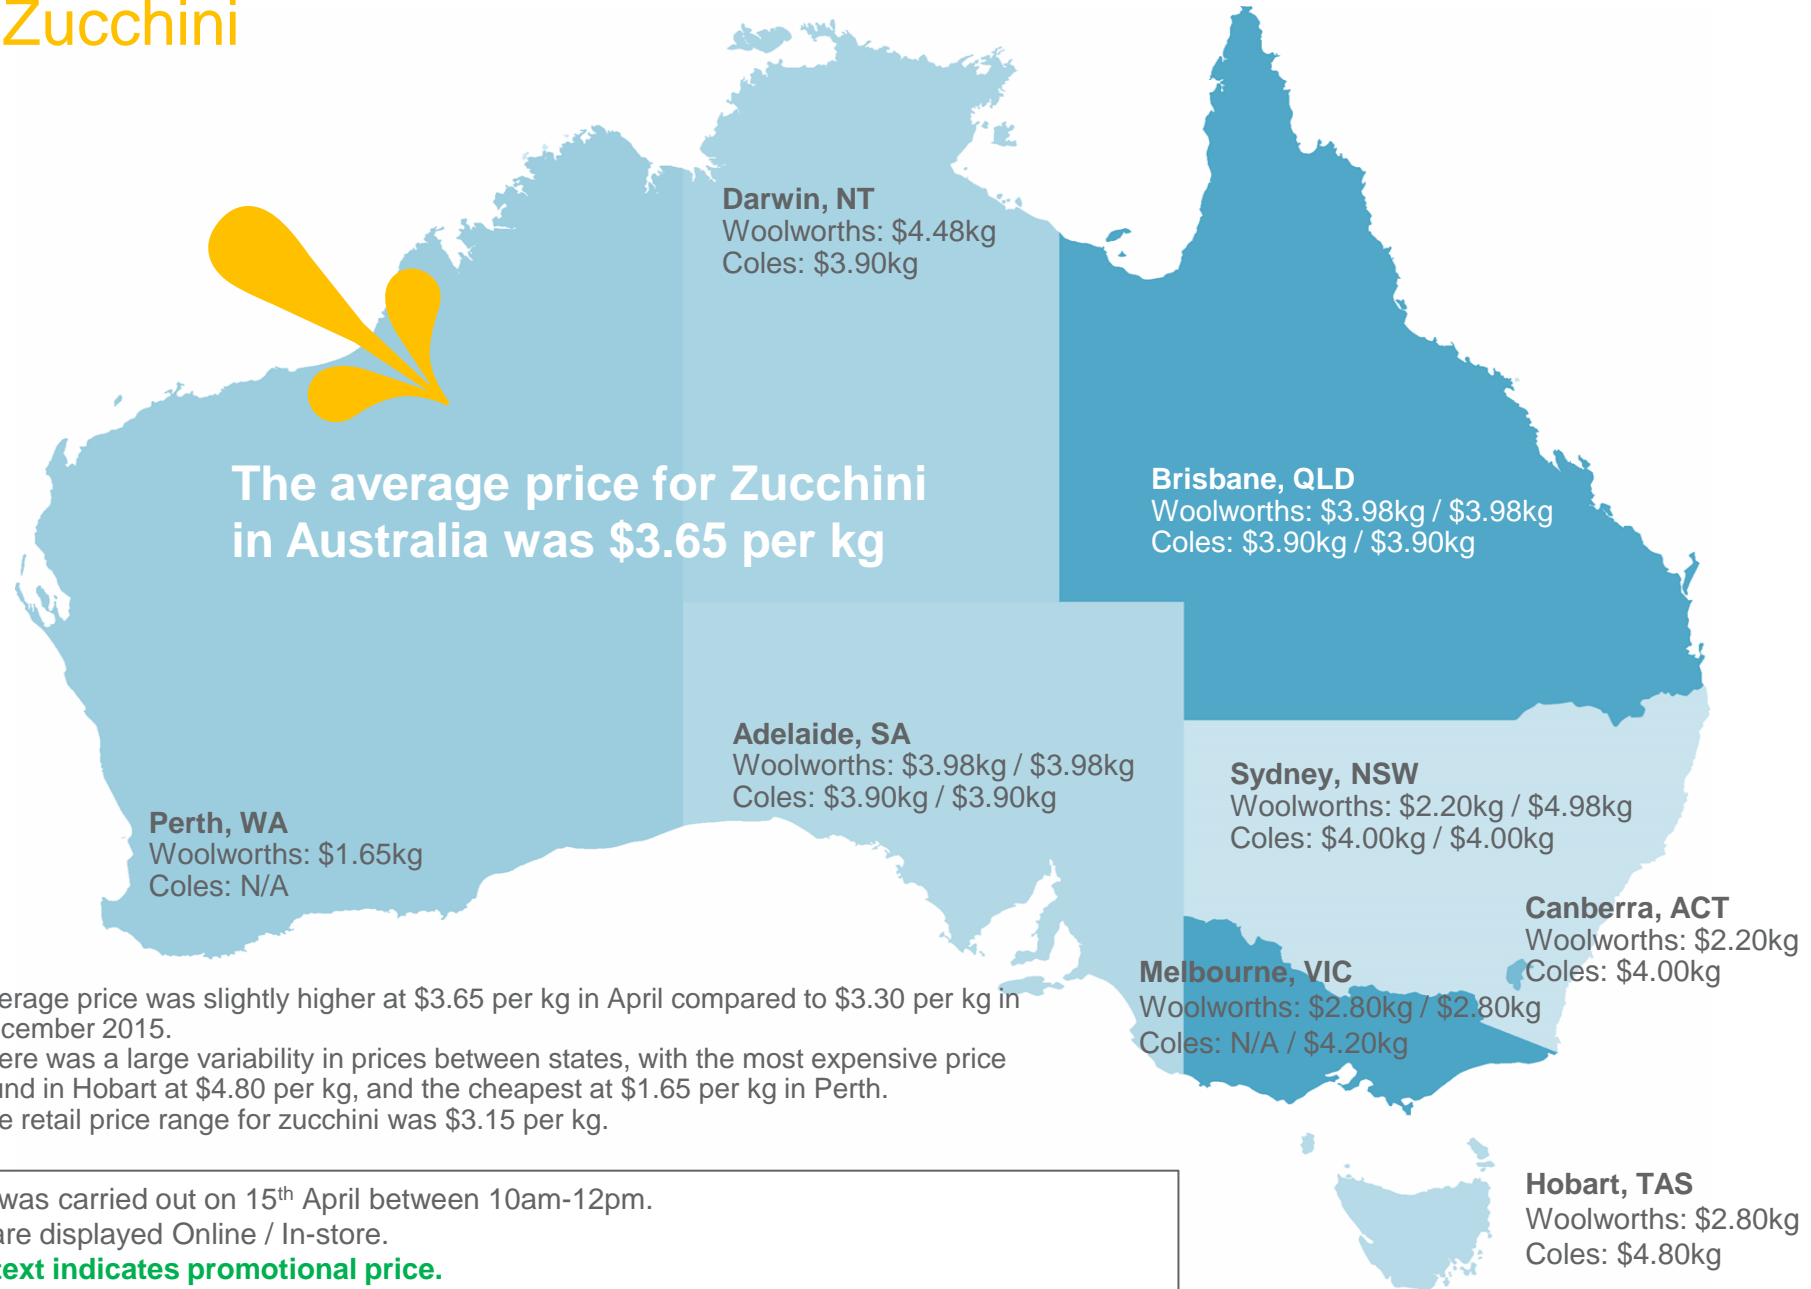 Zucchini
Darwin, NT
Woolworths: $4.48kg
Coles: $3.90kg
The average price for Zucchini
in Australia was $3.65 per kg
Brisbane, QLD
Woolworths: $3.98kg / $3.98kg
Coles: $3.90kg / $3.90kg
Adelaide, SA
Woolworths: $3.98kg / $3.98kg
Coles: $3.90kg / $3.90kg
Sydney, NSW
Woolworths: $2.20kg / $4.98kg
Coles: $4.00kg / $4.00kg
Perth, WA
Woolworths: $1.65kg
Coles: N/A
Canberra, ACT
Woolworths: $2.20kg
Coles: $4.00kg
Melbourne, VIC
Woolworths: $2.80kg / $2.80kg
Coles: N/A / $4.20kg
erage price was slightly higher at $3.65 per kg in April compared to $3.30 per kg in
cember 2015.
ere was a large variability in prices between states, with the most expensive price
und in Hobart at $4.80 per kg, and the cheapest at $1.65 per kg in Perth.
e retail price range for zucchini was $3.15 per kg.
was carried out on 15th April between 10am-12pm.
are displayed Online / In-store.
text indicates promotional price.
Hobart, TAS
Woolworths: $2.80kg
Coles: $4.80kg